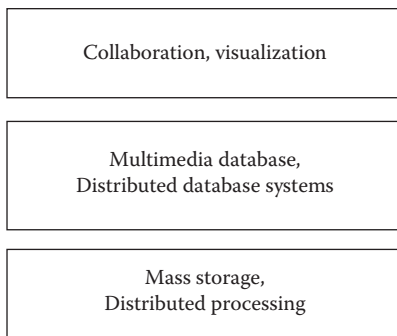 Collaboration, visualization
Multimedia database,
Distributed database systems
Mass storage,
Distributed processing